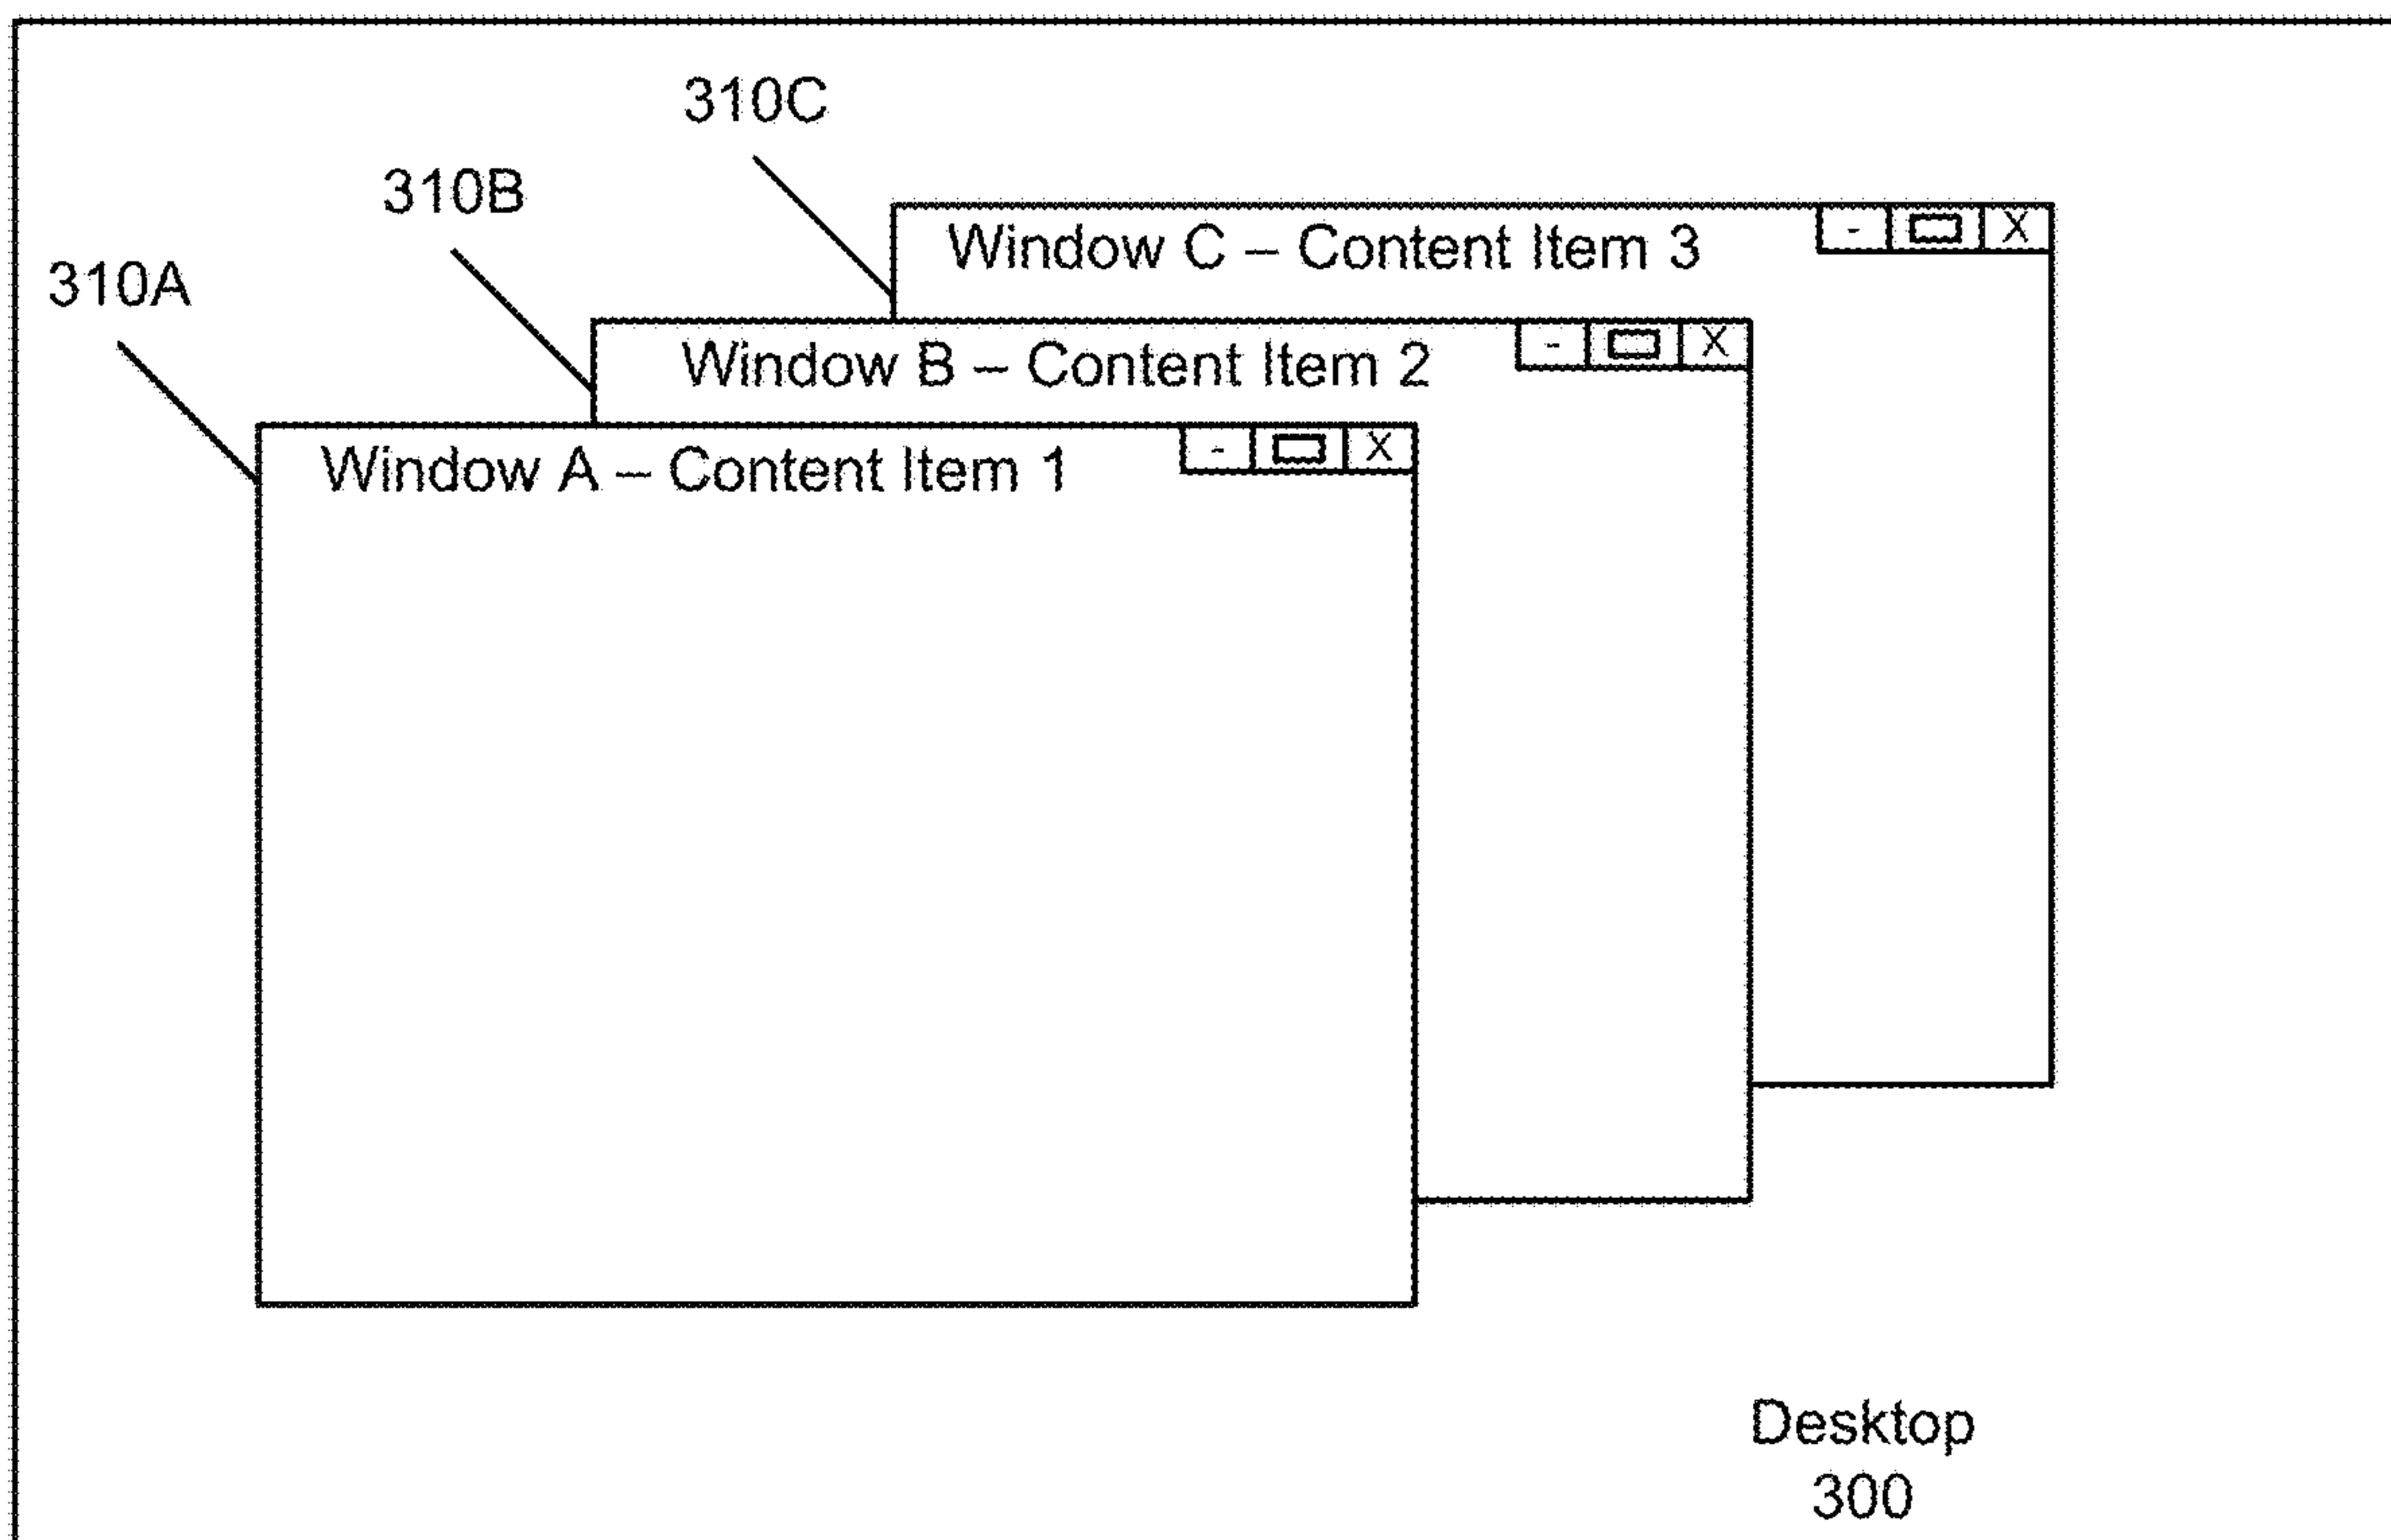 310C
310B
310A
Window C – Content Item 3
- X
Window B – Content Item 2
- X
Window A – Content Item 1
- X
Desktop
300